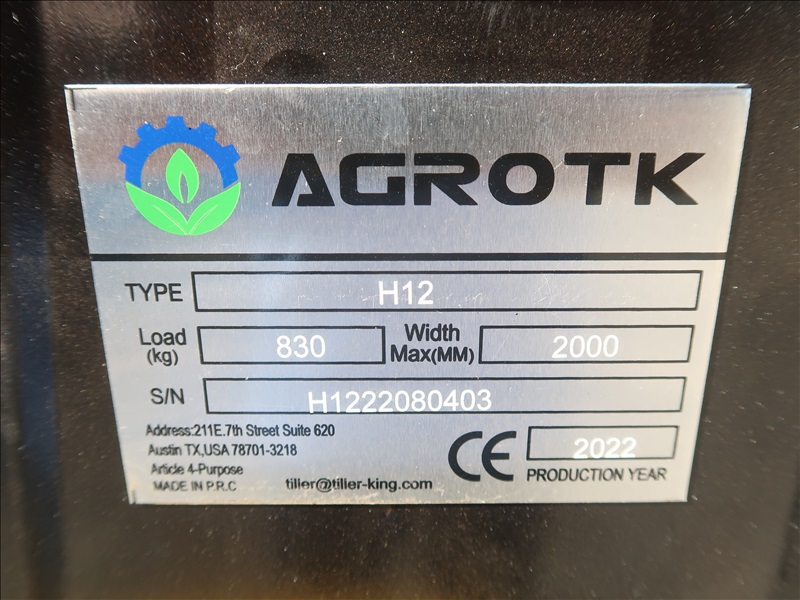 AGROTK
TYPE H12
Load (kg) 830 Width Max(MM) 2000
S/N H1222080403
Address:211E.7th Street Suite 620
Austin TX,USA 78701-3218
Article 4-Purpose
MADE IN P.R.C tiller@tiller-king.com
CE 2022
PRODUCTION YEAR